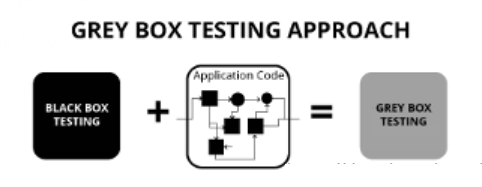 GREY BOX TESTING APPROACH
BLACK BOX
TESTING
+
Application Code
=
GREY BOX
TESTING